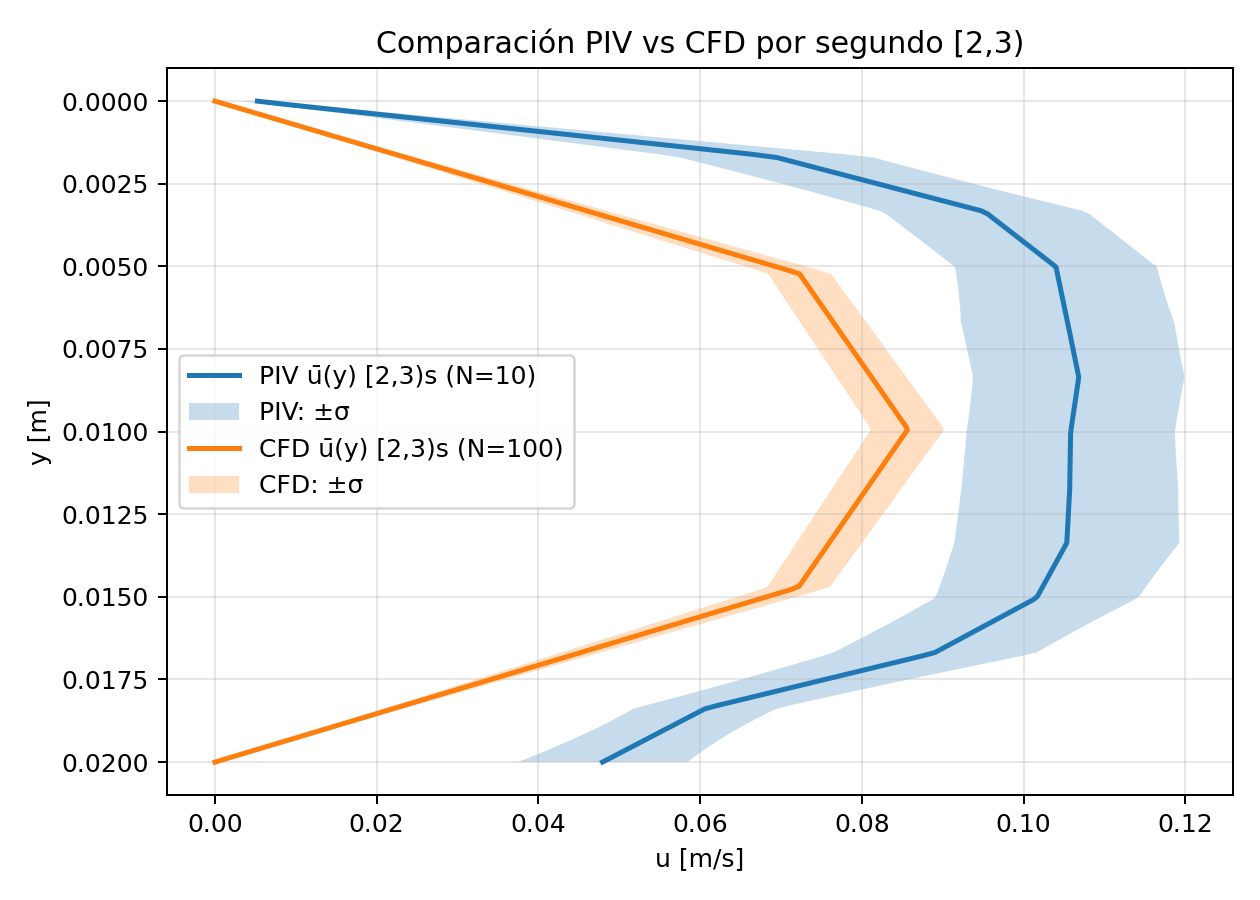 Comparación PIV vs CFD por segundo [2,3)
0.0000
0.0025
0.0050
0.0075
0.0100
0.0125
0.0150
0.0175
0.0200
y [m]
PIV ū(y) [2,3)s (N=10)
PIV: ±σ
CFD ū(y) [2,3)s (N=100)
CFD: ±σ
0.00 0.02 0.04 0.06 0.08 0.10 0.12
u [m/s]